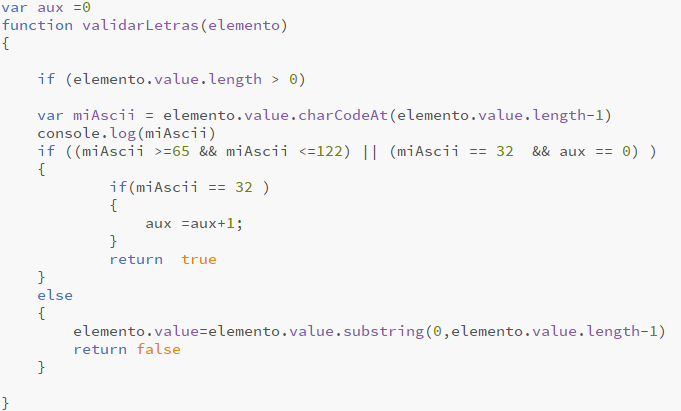 var aux =0
function validarLetras(elemento)
{
if (elemento.value.length > 0)
var miAscii = elemento.value.charCodeAt(elemento.value.length-1)
console.log(miAscii)
if ((miAscii >=65 && miAscii <=122) || (miAscii == 32  && aux == 0) )
{
if(miAscii == 32 )
{
aux =aux+1;
}
return  true
}
else
{
elemento.value=elemento.value.substring(0,elemento.value.length-1)
return false
}
}